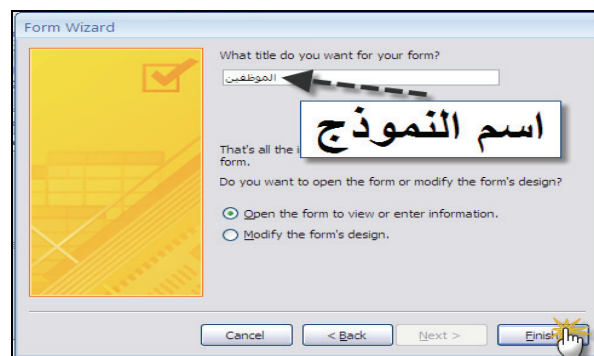 Form Wizard
What title do you want for your form?
الموظفين
اسم النموذج
That's all the
form.
Do you want to open the form or modify the form's design?
Open the form to view or enter information.
Modify the form's design.
Cancel
< Back
Next >
Finish